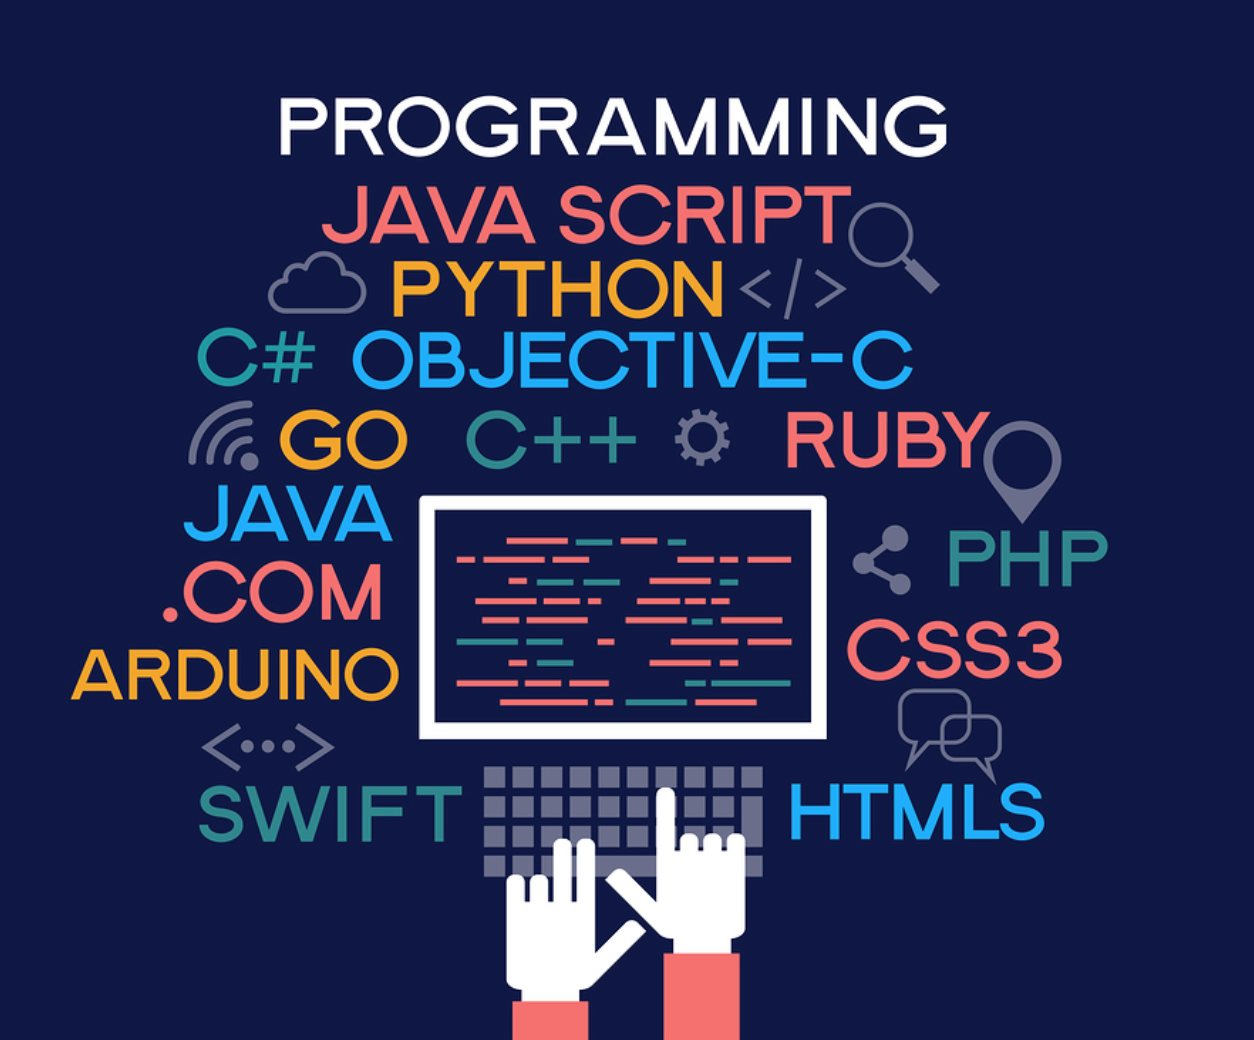 PROGRAMMING
JAVA SCRIPT
PYTHON </>
C# OBJECTIVE-C
GO C++ RUBY
JAVA
PHP
.COM
CSS3
ARDUINO
<...>
SWIFT HTMLS